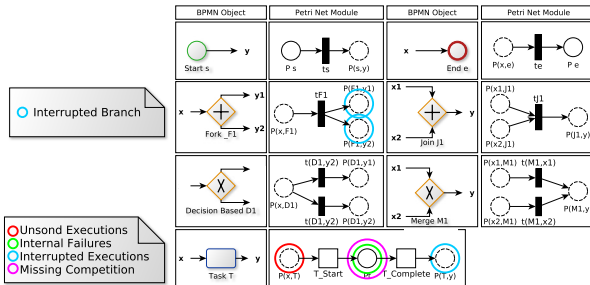 BPMN Object Petri Net Module BPMN Object Petri Net Module
Start s y P s ts P(s,y) x End e P(x,e) te P e
Interrupted Branch
x y1 y2 Fork _F1
P(x,F1) tF1 P(F1,y1) P(F1,y2)
x1 x2 y Join J1
P(x1,J1) P(x2,J1) tJ1 P(J1,y)
x Decision Based D1
P(x,D1) t(D1,y2) P(D1,y1) t(D1,y2) P(D1,y2)
x1 x2 y Merge M1
P(x1,M1) t(M1,x1) P(x2,M1) t(M1,x2) P(M1,y
Unsond Executions
Internal Failures
Interrupted Executions
Missing Competition
x Task T y P(x,T) T_Start T_Complete P(T,y)